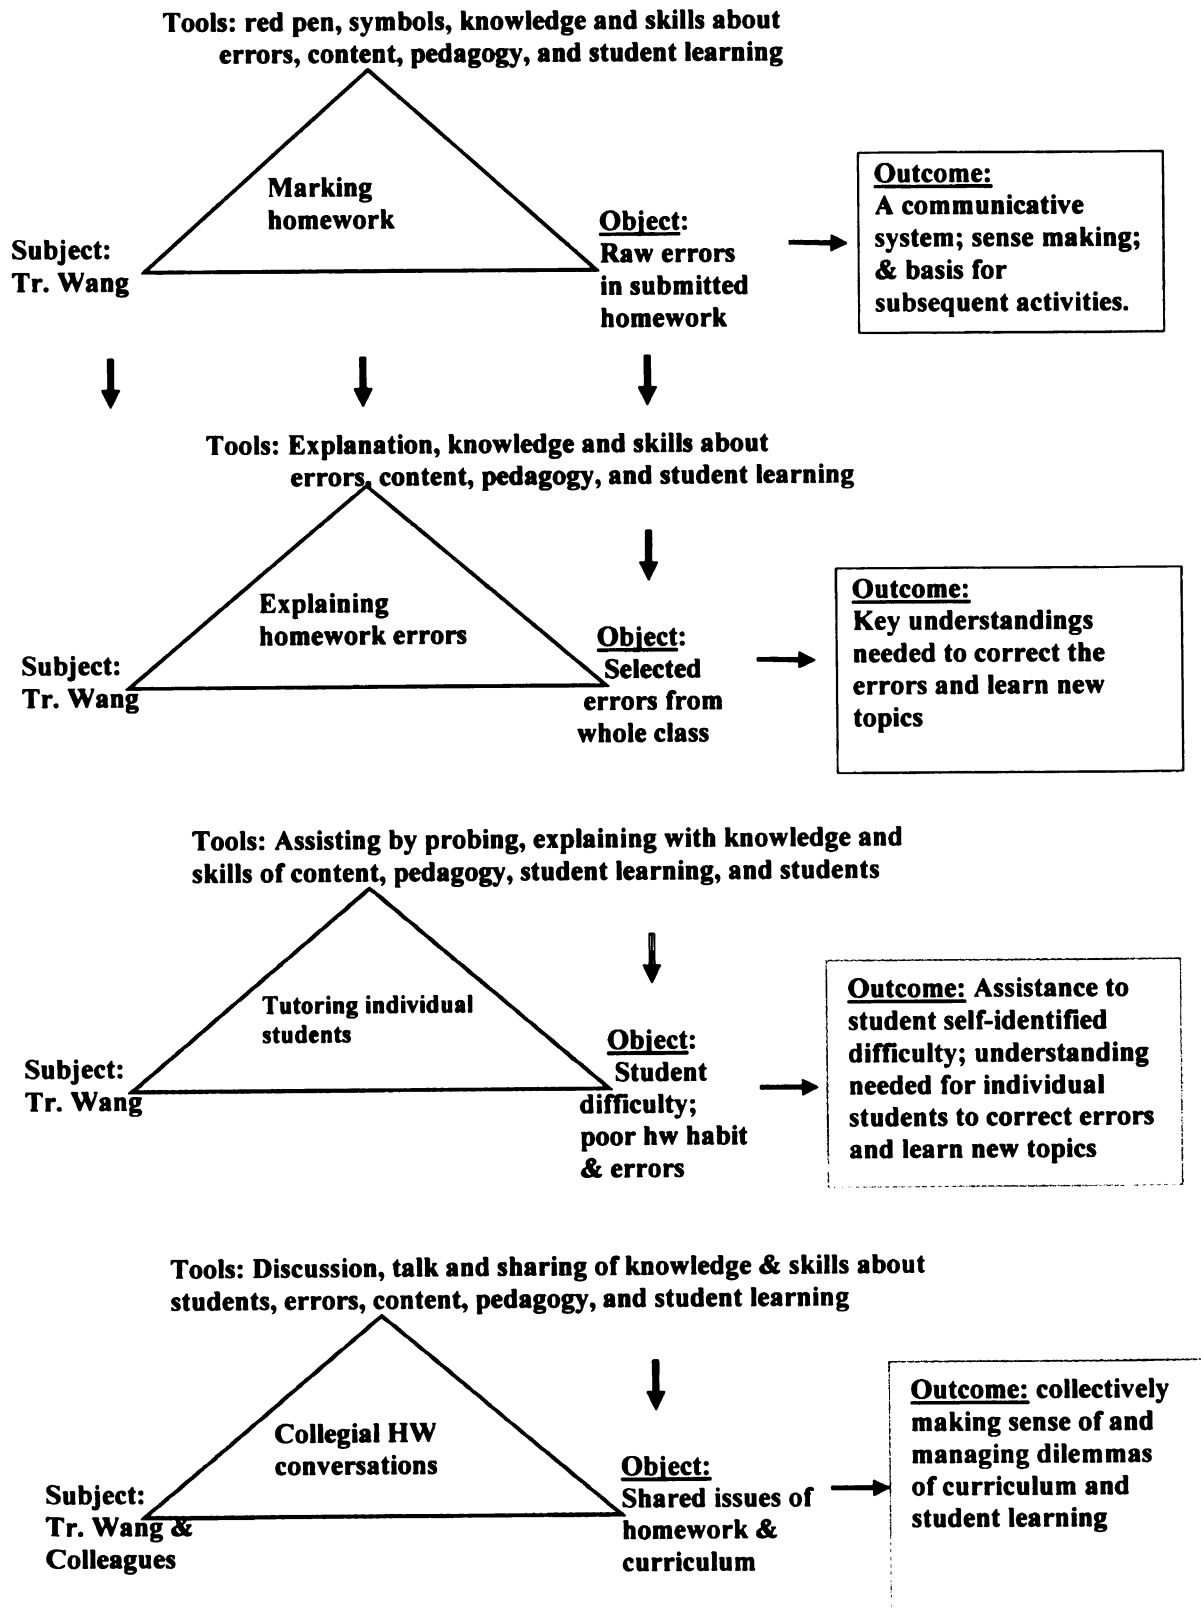 Tools: red pen, symbols, knowledge and skills about
errors, content, pedagogy, and student learning
Marking
homework
Subject:
Tr. Wang
Object:
Raw errors
in submitted
homework
Outcome:
A communicative
system; sense making;
& basis for
subsequent activities.
Tools: Explanation, knowledge and skills about
errors, content, pedagogy, and student learning
Explaining
homework errors
Subject:
Tr. Wang
Object:
Selected
errors from
whole class
Outcome:
Key understandings
needed to correct the
errors and learn new
topics
Tools: Assisting by probing, explaining with knowledge and
skills of content, pedagogy, student learning, and students
Tutoring individual
students
Subject:
Tr. Wang
Object:
Student
difficulty;
poor hw habit
& errors
Outcome: Assistance to
student self-identified
difficulty; understanding
needed for individual
students to correct errors
and learn new topics
Tools: Discussion, talk and sharing of knowledge & skills about
students, errors, content, pedagogy, and student learning
Collegial HW
conversations
Subject:
Tr. Wang &
Colleagues
Object:
Shared issues of
homework &
curriculum
Outcome: collectively
making sense of and
managing dilemmas
of curriculum and
student learning